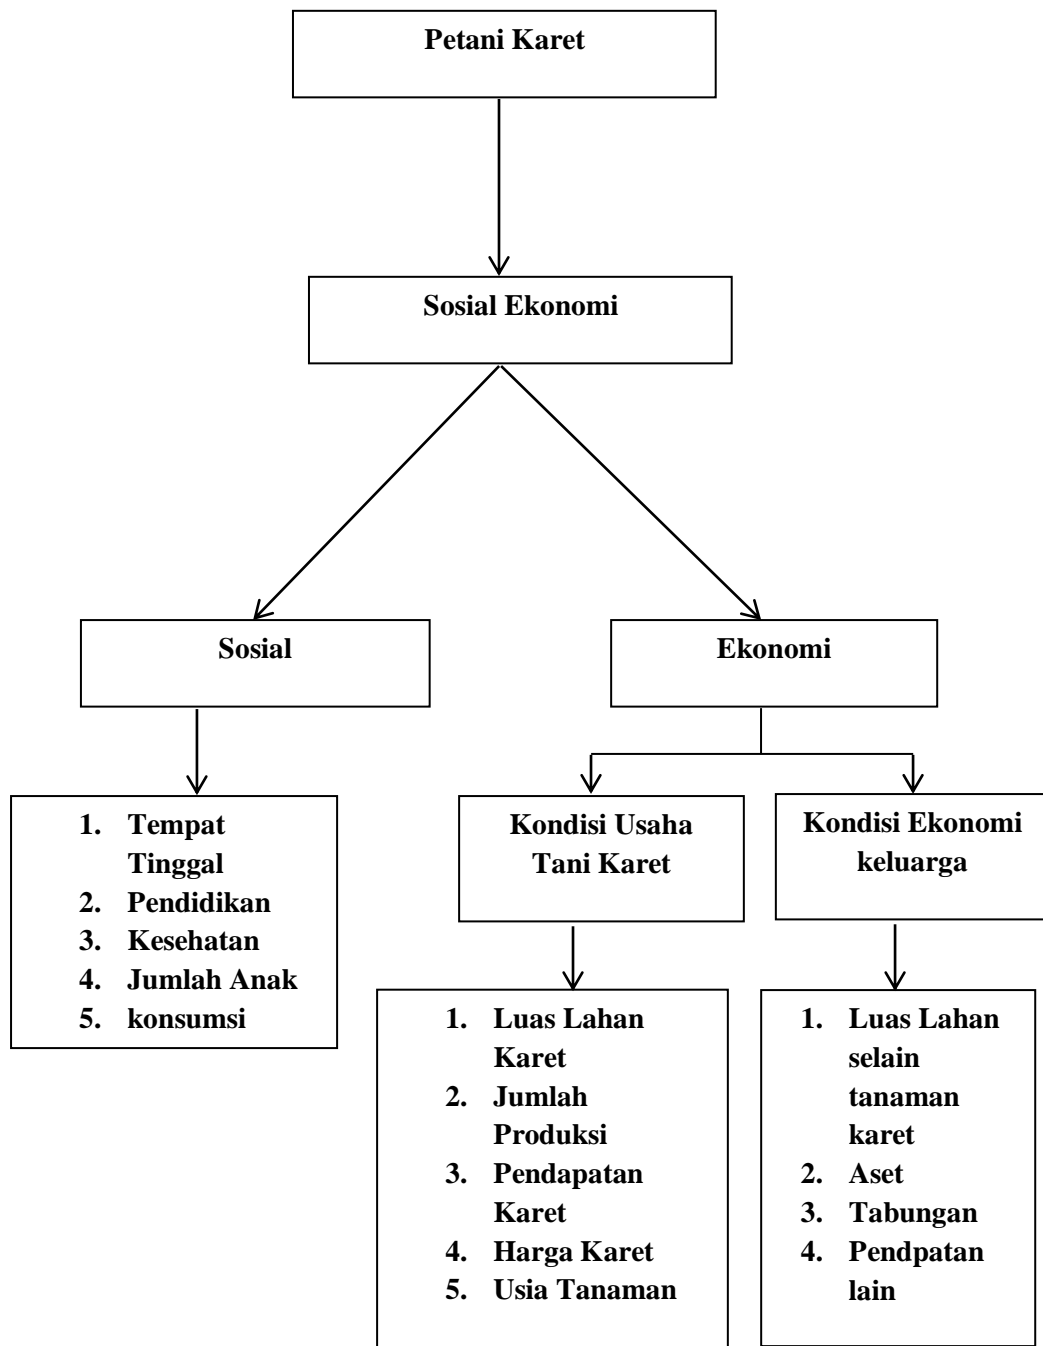 Petani Karet
Sosial Ekonomi
Sosial
Ekonomi
1. Tempat
Tinggal
2. Pendidikan
3. Kesehatan
4. Jumlah Anak
5. konsumsi
Kondisi Usaha
Tani Karet
Kondisi Ekonomi
keluarga
1. Luas Lahan
Karet
2. Jumlah
Produksi
3. Pendapatan
Karet
4. Harga Karet
5. Usia Tanaman
1. Luas Lahan
selain
tanaman
karet
2. Aset
3. Tabungan
4. Pendpatan
lain